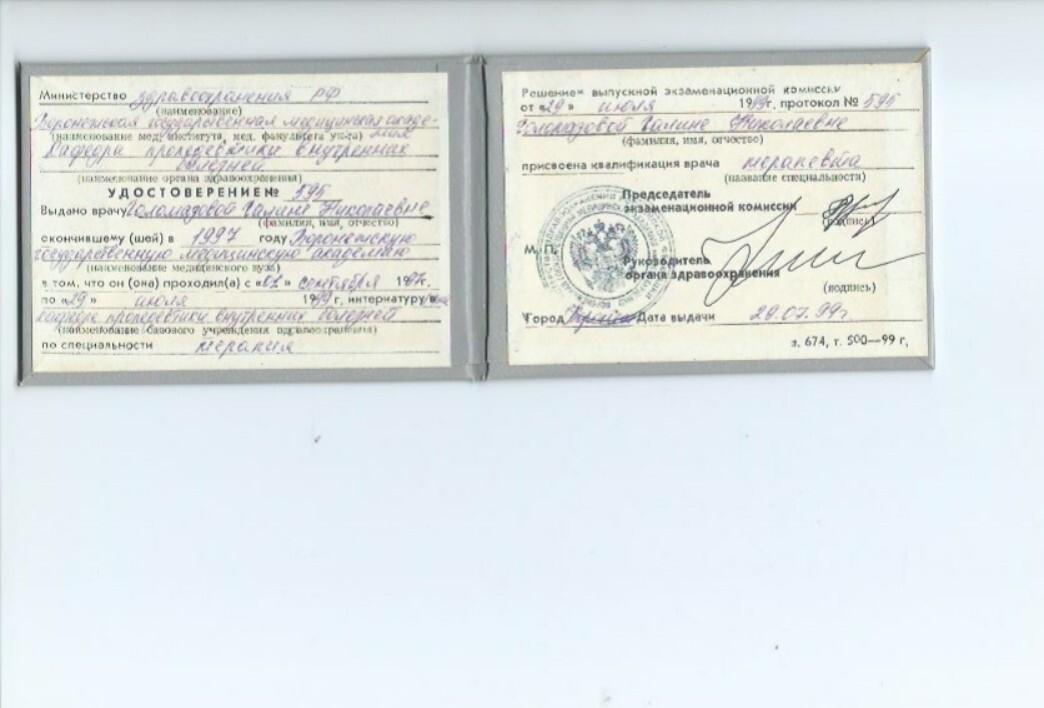 Министерство здравоохранения РФ
(наименование)
Воронежская государственная медицинская акаде-
(наименование мед. института, мед. факультета ун-та) мия
кафедра пропедевтики внутренних
болезней
(наименование органа здравоохранения)
УДОСТОВЕРЕНИЕ № 595
Выдано врачу Голомазовой Галине Николаевне
(фамилия, имя, отчество)
окончившему (шей) в 1997 году Воронежскую
государственную медицинскую академию
(наименование медицинского вуза)
в том, что он (она) проходил(а) с «01» сентября 1997г.
по «29» июля 1999 г, интернатуру в
кафедре пропедевтики внутренних болезней
(наименование базового учреждения здравоохранения)
по специальности терапия
Решением выпускной экзаменационной комиссии
от «29» июля 1999г. протокол № 595
Голомазовой Галине Николаевне
(фамилия, имя, отчество)
присвоена квалификация врача терапевта
(название специальности)
Председатель
экзаменационной комиссии
(подпись)
М. П.
Руководитель
органа здравоохранения
(подпись)
Город Дата выдачи 29.07.99г
з. 674, т. 500—99 г,